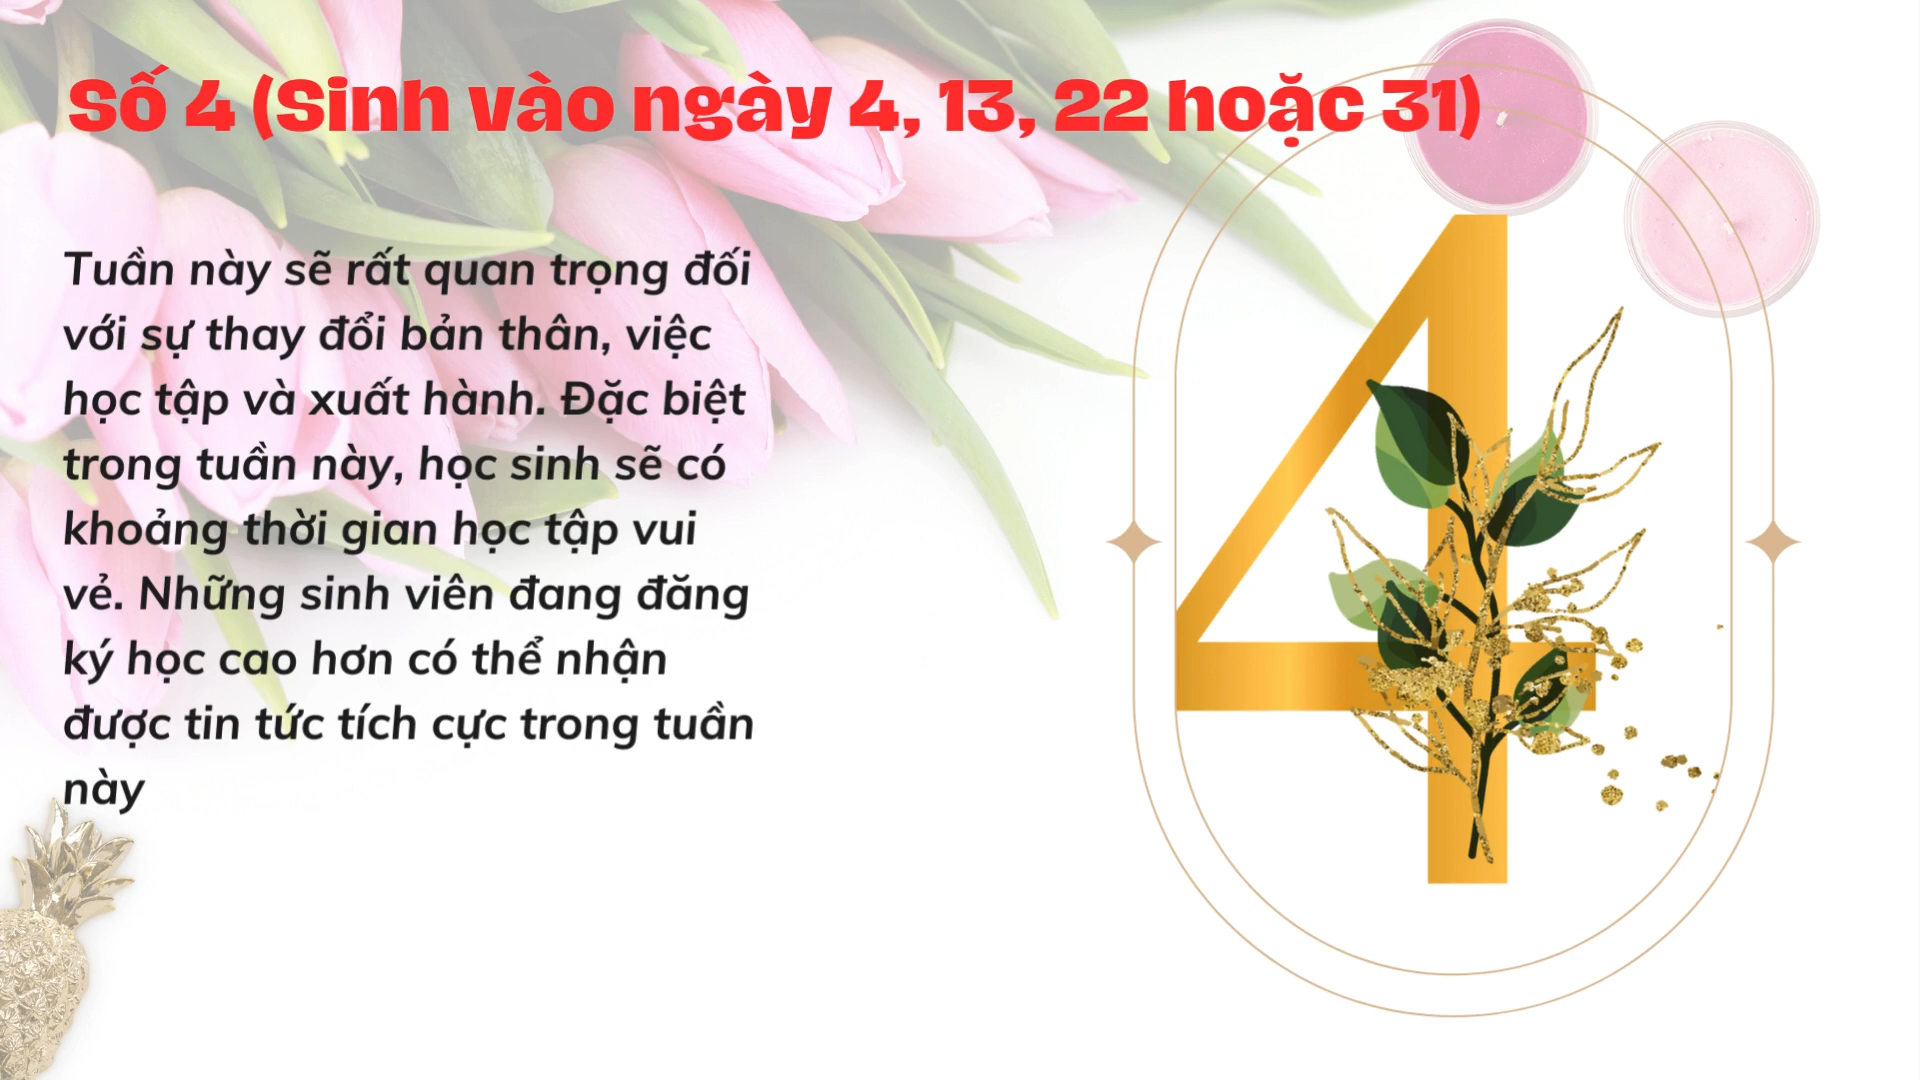 Số 4 (Sinh vào ngày 4, 13, 22 hoặc 31)
Tuần này sẽ rất quan trọng đối
với sự thay đổi bản thân, việc
học tập và xuất hành. Đặc biệt
trong tuần này, học sinh sẽ có
khoảng thời gian học tập vui
vẻ. Những sinh viên đang đăng
ký học cao hơn có thể nhận
được tin tức tích cực trong tuần
này
4